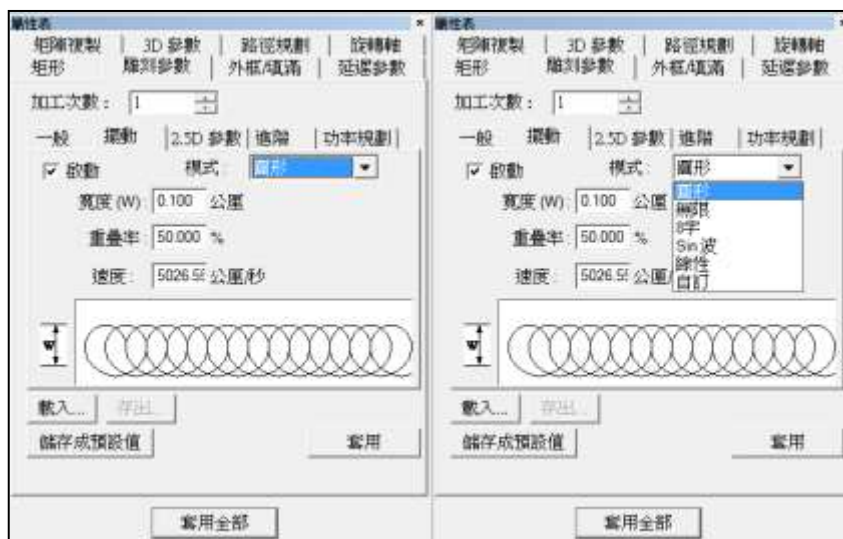 屬性表 ×
矩陣複製 | 3D 參數 | 路徑規劃 | 旋轉軸
矩形 | 雕刻參數 | 外框/填滿 | 延遲參數
加工次數： 1
一般 | 擺動 | 2.5D 參數 | 進階 | 功率規劃
啟動 模式： 圓形
寬度 (W)： 0.100 公厘
重疊率： 50.000 %
速度： 5026.55 公厘/秒
W
載入... 存出...
儲存成預設值 套用
套用全部
屬性表 ×
矩陣複製 | 3D 參數 | 路徑規劃 | 旋轉軸
矩形 | 雕刻參數 | 外框/填滿 | 延遲參數
加工次數： 1
一般 | 擺動 | 2.5D 參數 | 進階 | 功率規劃
啟動 模式： 圓形
圓形
無限
8字
Sin 波
線性
自訂
寬度 (W)： 0.100 公厘
重疊率： 50.000 %
速度： 5026.55 公厘/
W
載入... 存出...
儲存成預設值 套用
套用全部